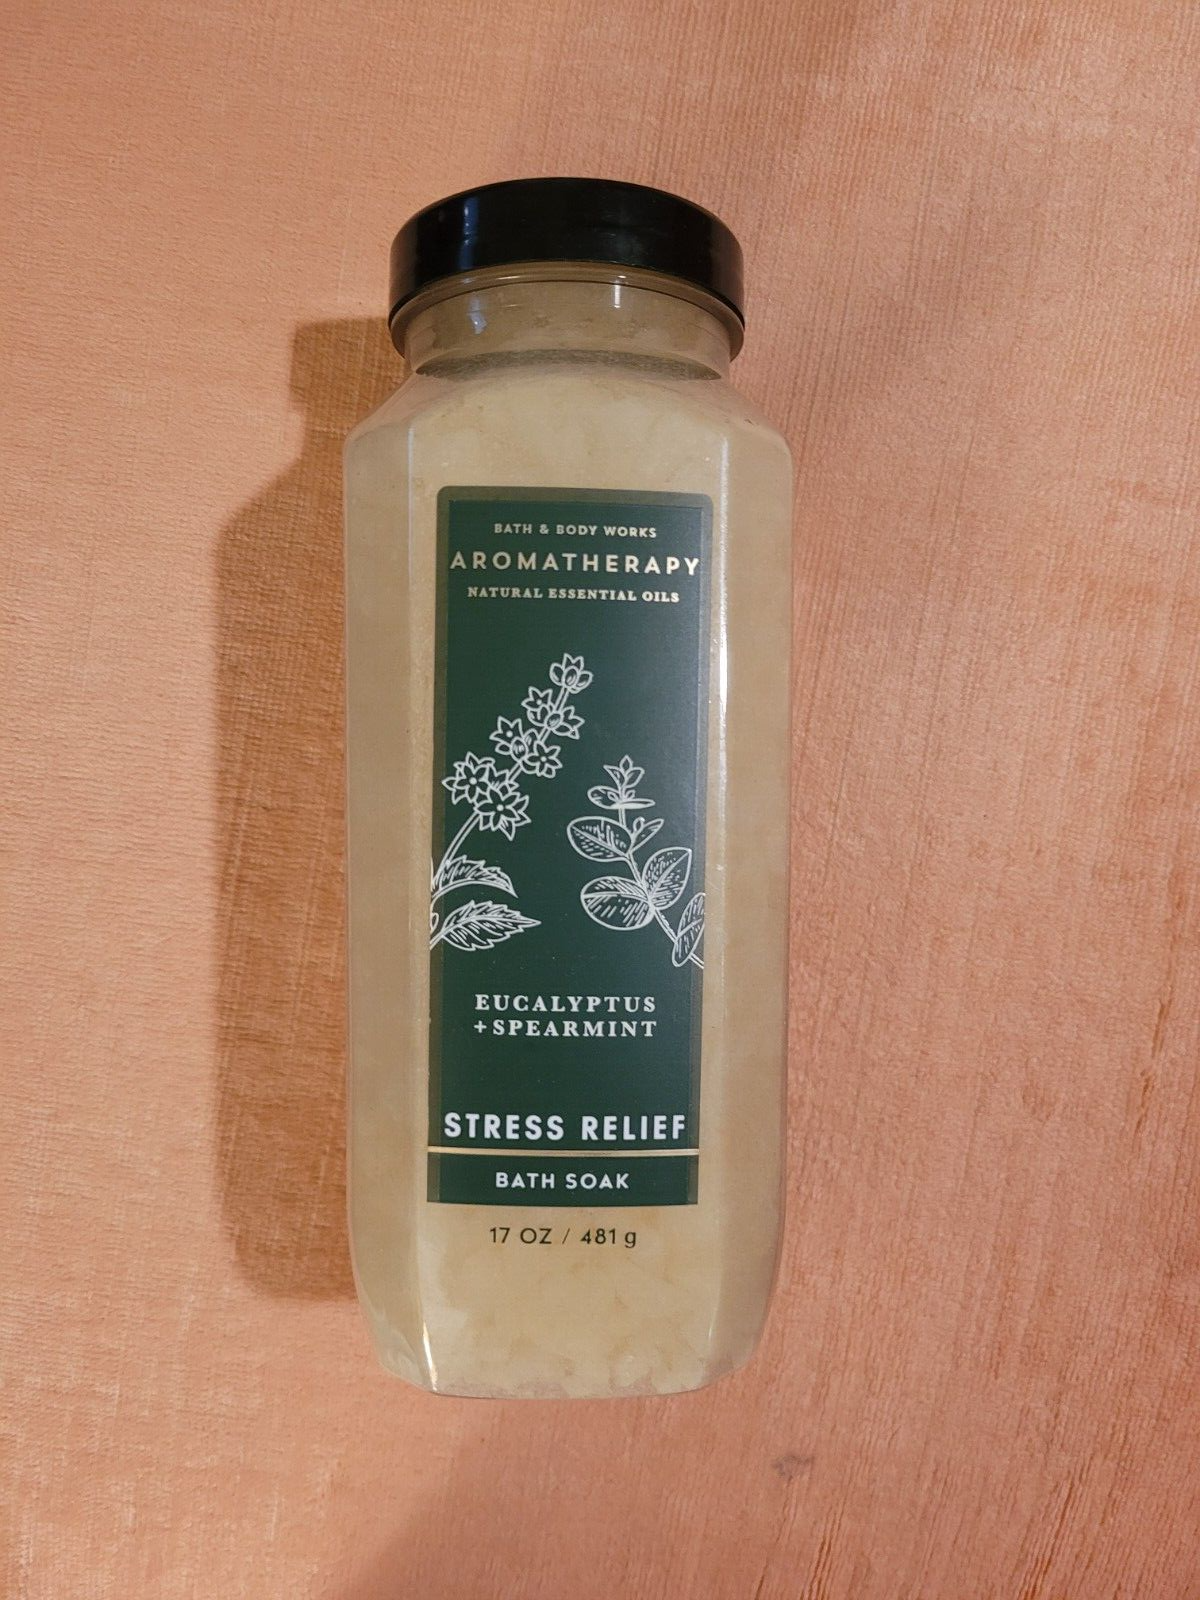 BATH & BODY WORKS
AROMATHERAPY
NATURAL ESSENTIAL OILS
EUCALYPTUS
+SPEARMINT
STRESS RELIEF
BATH SOAK
17 OZ / 481 g